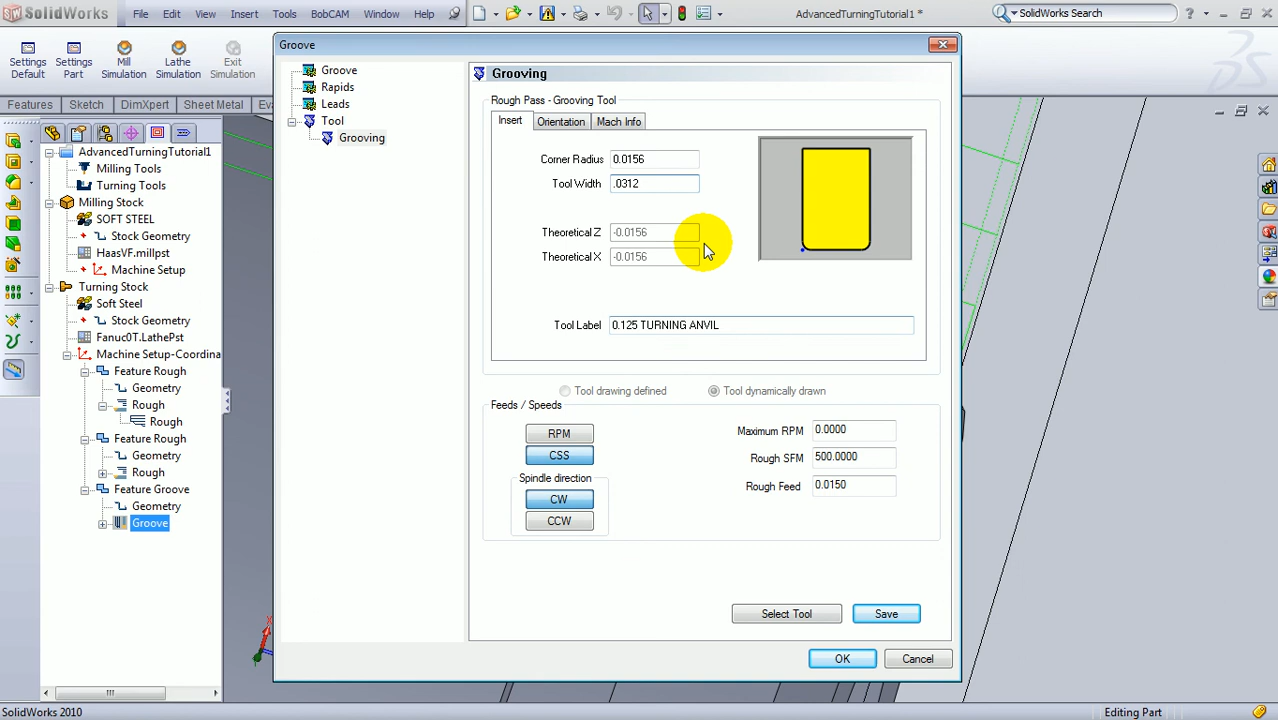 SolidWorks
File
Edit
View
Insert
Tools
BobCAM
Window
Help
AdvancedTurningTutorial1 *
SolidWorks Search
Settings Default
Settings Part
Mill Simulation
Lathe Simulation
Exit Simulation
Features
Sketch
DimXpert
Sheet Metal
Ev
AdvancedTurningTutorial1
Milling Tools
Turning Tools
Milling Stock
SOFT STEEL
Stock Geometry
HaasVF.millpst
Machine Setup
Turning Stock
Soft Steel
Stock Geometry
Fanuc0T.LathePst
Machine Setup-Coordina
Feature Rough
Geometry
Rough
Rough
Feature Rough
Geometry
Rough
Feature Groove
Geometry
Groove
Groove
Groove
Rapids
Leads
Tool
Grooving
Grooving
Rough Pass - Grooving Tool
Insert
Orientation
Mach Info
Corner Radius 0.0156
Tool Width .0312
Theoretical Z -0.0156
Theoretical X -0.0156
Tool Label 0.125 TURNING ANVIL
Tool drawing defined
Tool dynamically drawn
Feeds / Speeds
RPM
CSS
Spindle direction
CW
CCW
Maximum RPM 0.0000
Rough SFM 500.0000
Rough Feed 0.0150
Select Tool
Save
OK
Cancel
SolidWorks 2010
Editing Part